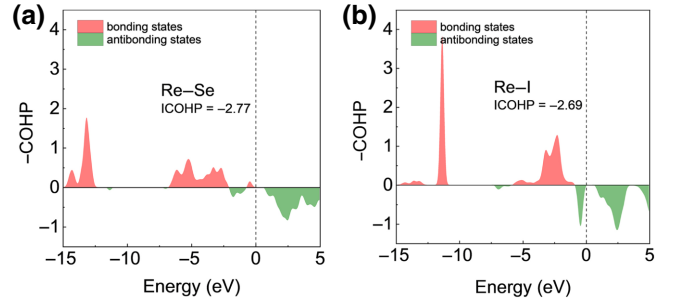 (a)
bonding states
antibonding states
Re–Se
ICOHP = −2.77
−COHP
4
3
2
1
0
−1
−15
−10
−5
0
5
Energy (eV)
(b)
bonding states
antibonding states
Re–I
ICOHP = −2.69
−COHP
4
3
2
1
0
−1
−15
−10
−5
0
5
Energy (eV)